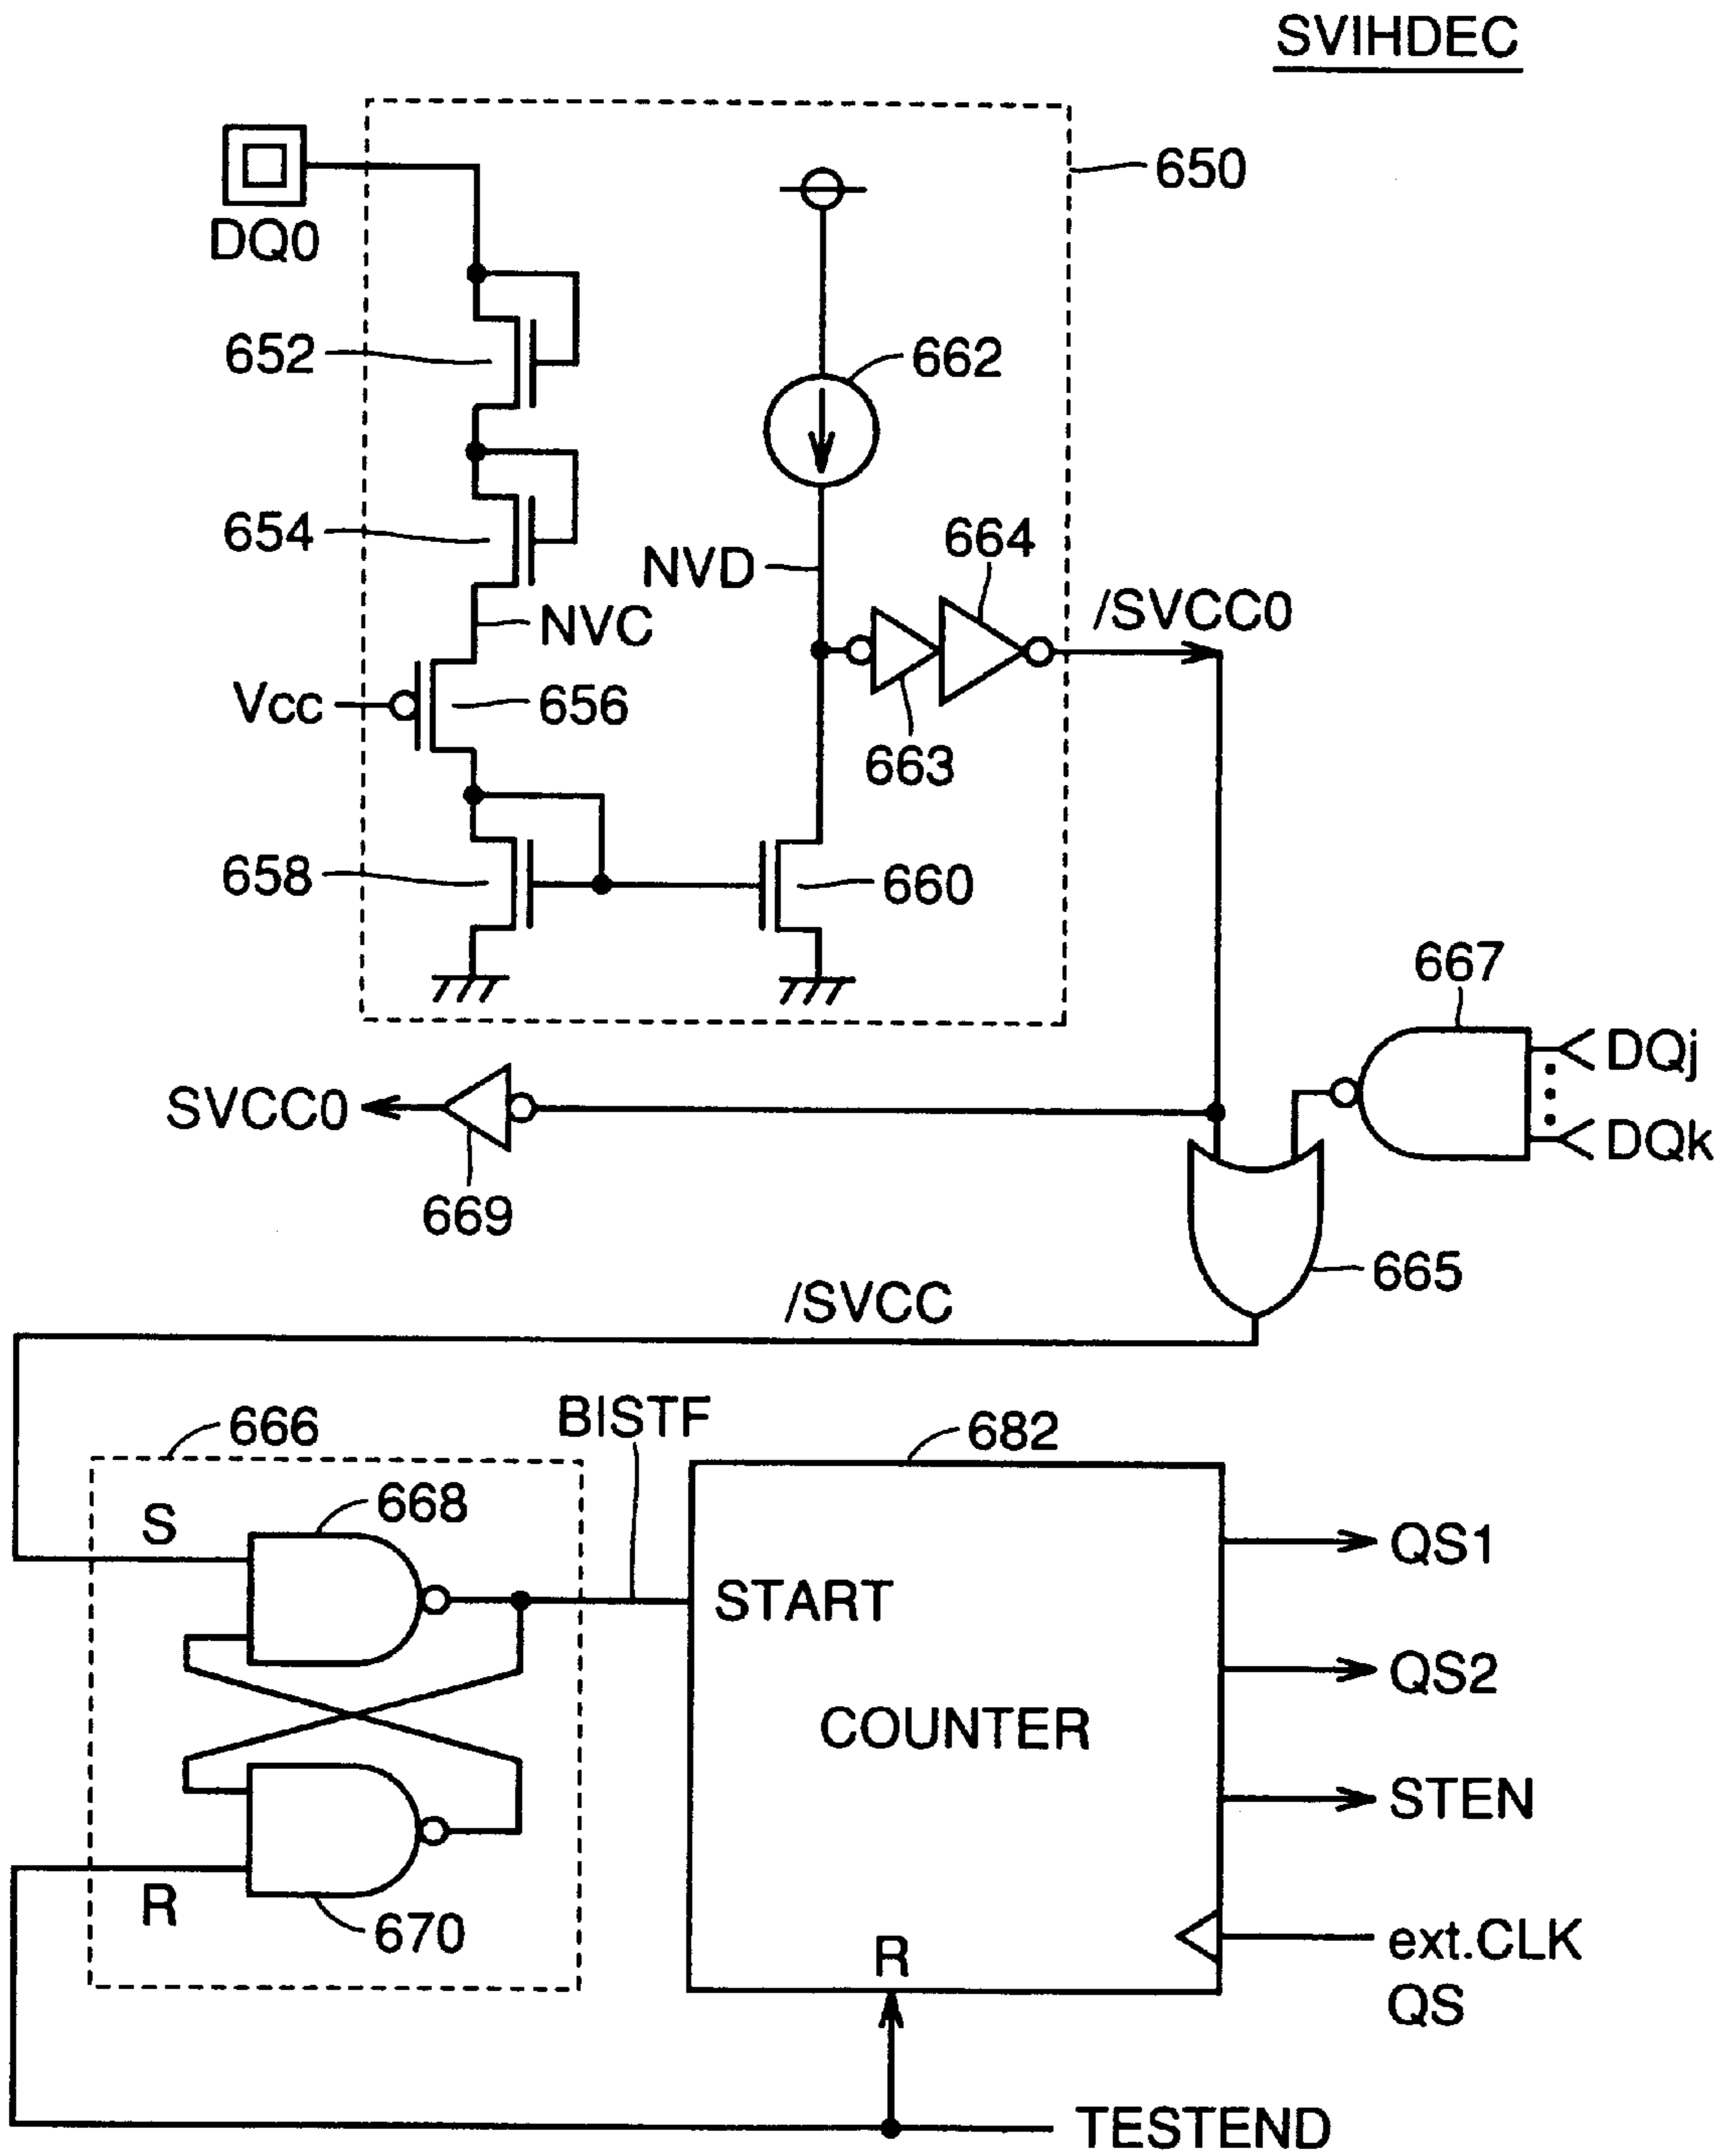 SVIHDEC
650
DQ0
652
662
654
664
NVD
/SVCC0
NVC
Vcc
656
663
658
660
667
DQj
DQk
SVCC0
669
665
/SVCC
BISTF
666
682
668
S
QS1
START
QS2
COUNTER
STEN
R
670
R
ext.CLK
QS
TESTEND